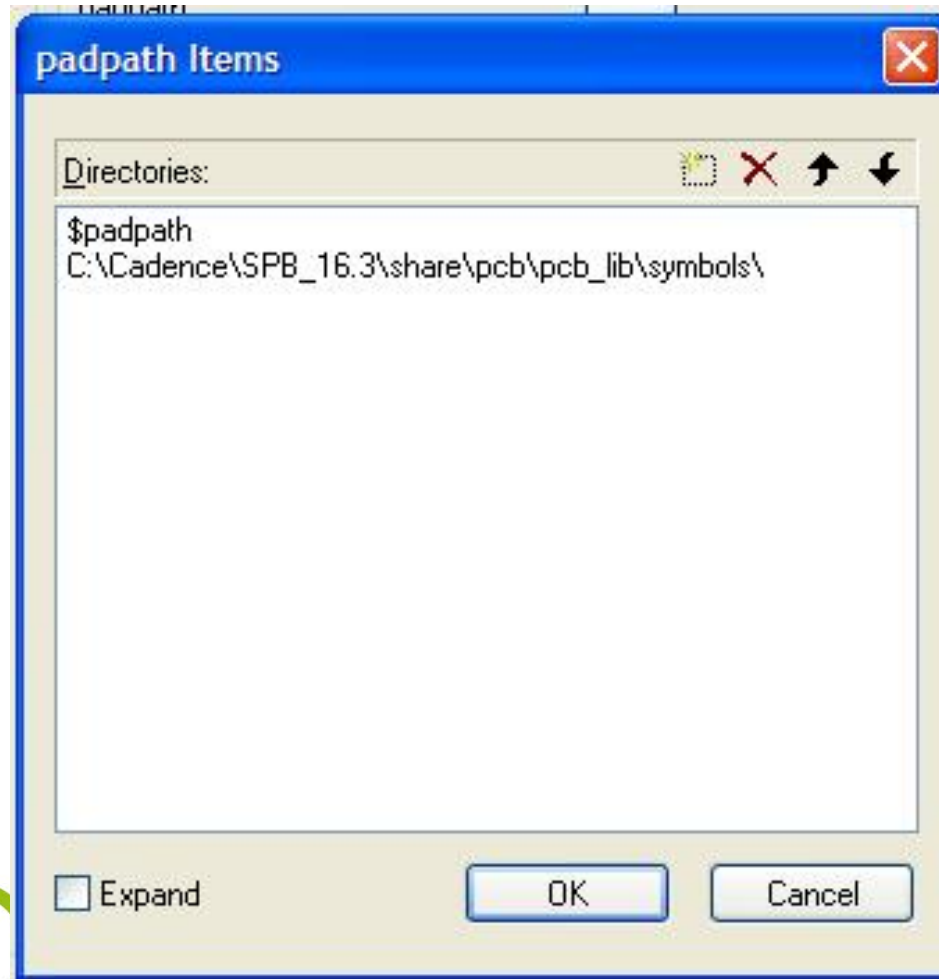 padpath Items
Directories:
$padpath
C:\Cadence\SPB_16.3\share\pcb\pcb_lib\symbols\
Expand
OK
Cancel